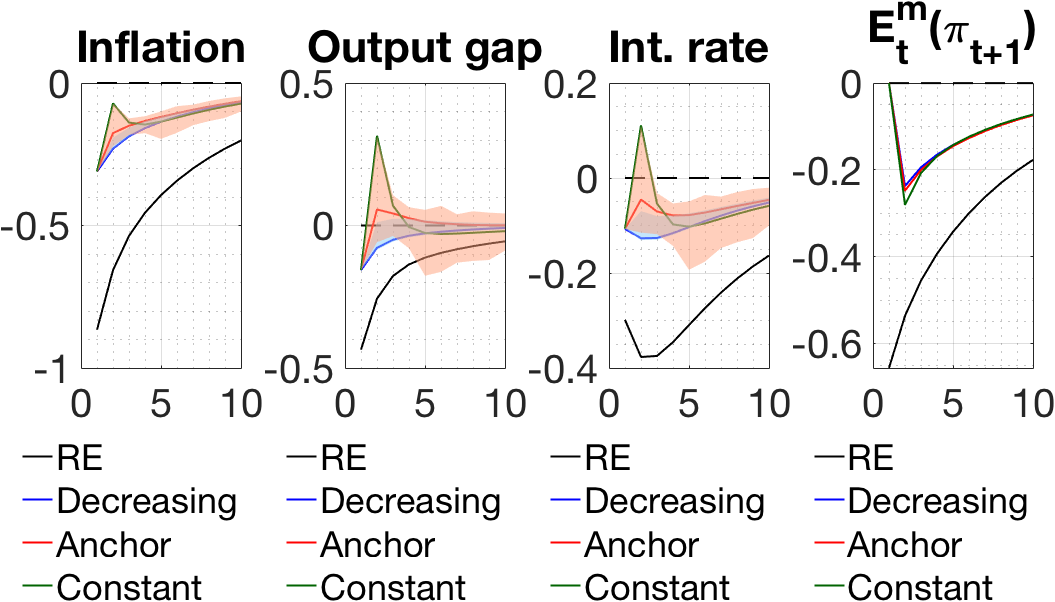 Inflation
0
-0.5
-1
0 5 10
RE
Decreasing
Anchor
Constant
Output gap
0.5
0
-0.5
0 5 10
RE
Decreasing
Anchor
Constant
Int. rate
0.2
0
-0.2
-0.4
0 5 10
RE
Decreasing
Anchor
Constant
E_t^m(π_{t+1})
0
-0.2
-0.4
-0.6
0 5 10
RE
Decreasing
Anchor
Constant